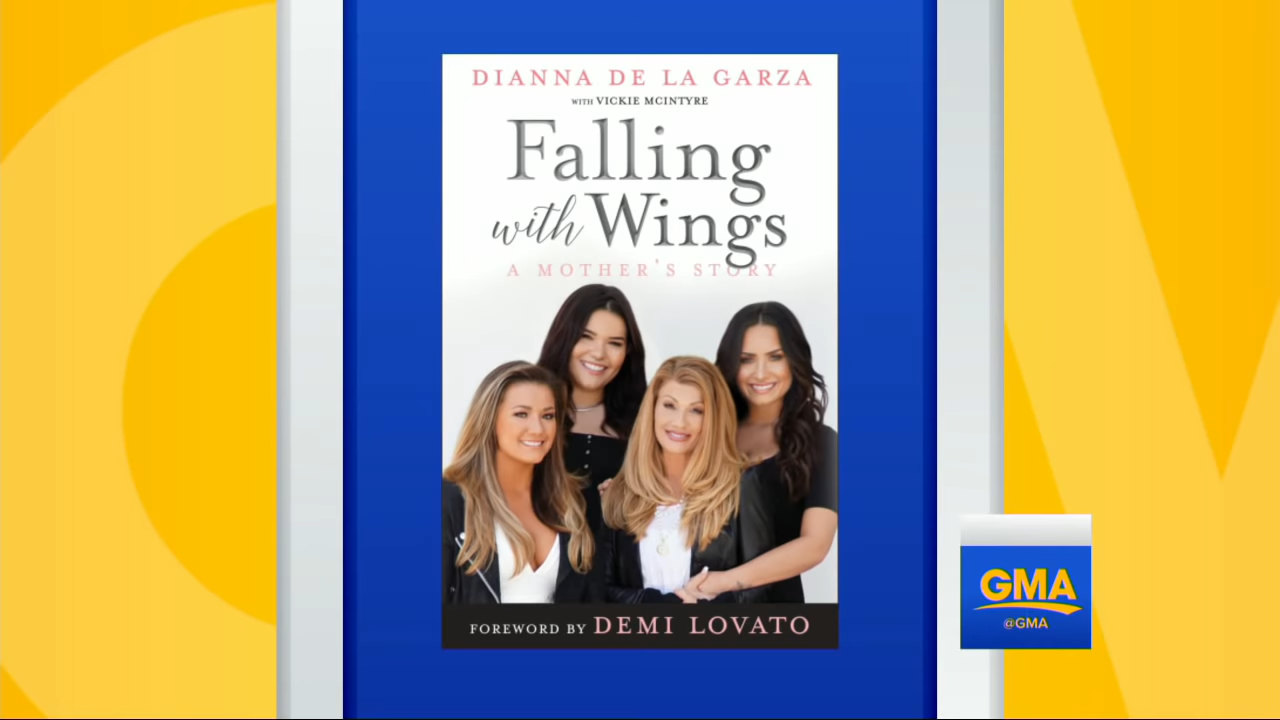 DIANNA DE LA GARZA
WITH VICKIE MCINTYRE
Falling
with Wings
A MOTHER'S STORY
FOREWORD BY DEMI LOVATO
GMA
@GMA